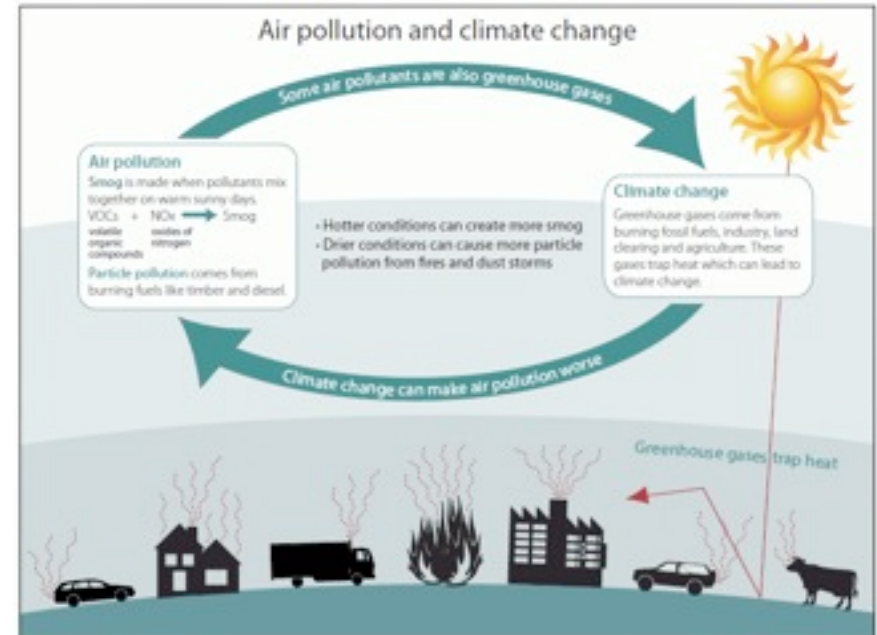 Air pollution and climate change
Some air pollutants are also greenhouse gases
Air pollution
Smog is made when pollutants mix
together on warm sunny days.
VOCs + NOx Smog
volatile oxides of
organic nitrogen
compounds
Particle pollution comes from
burning fuels like timber and diesel.
• Hotter conditions can create more smog
• Drier conditions can cause more particle
pollution from fires and dust storms
Climate change
Greenhouse gases come from
burning fossil fuels, industry, land
clearing and agriculture. These
gases trap heat which can lead to
climate change.
Climate change can make air pollution worse
Greenhouse gases trap heat